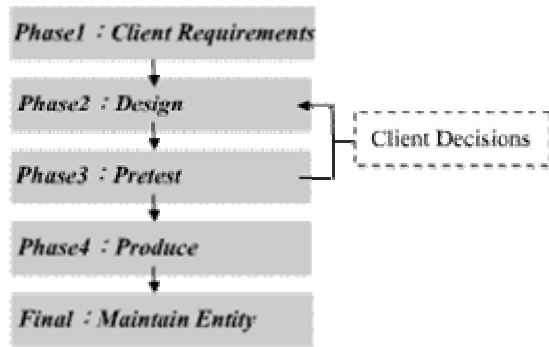 Phase1：Client Requirements
Phase2：Design
Client Decisions
Phase3：Pretest
Phase4：Produce
Final：Maintain Entity